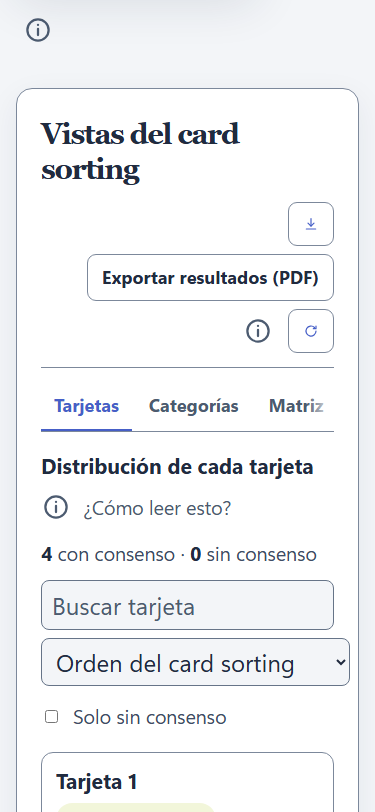 Vistas del card
sorting
Exportar resultados (PDF)
Tarjetas Categorías Matriz
Distribución de cada tarjeta
¿Cómo leer esto?
4 con consenso · 0 sin consenso
Buscar tarjeta
Orden del card sorting
Solo sin consenso
Tarjeta 1